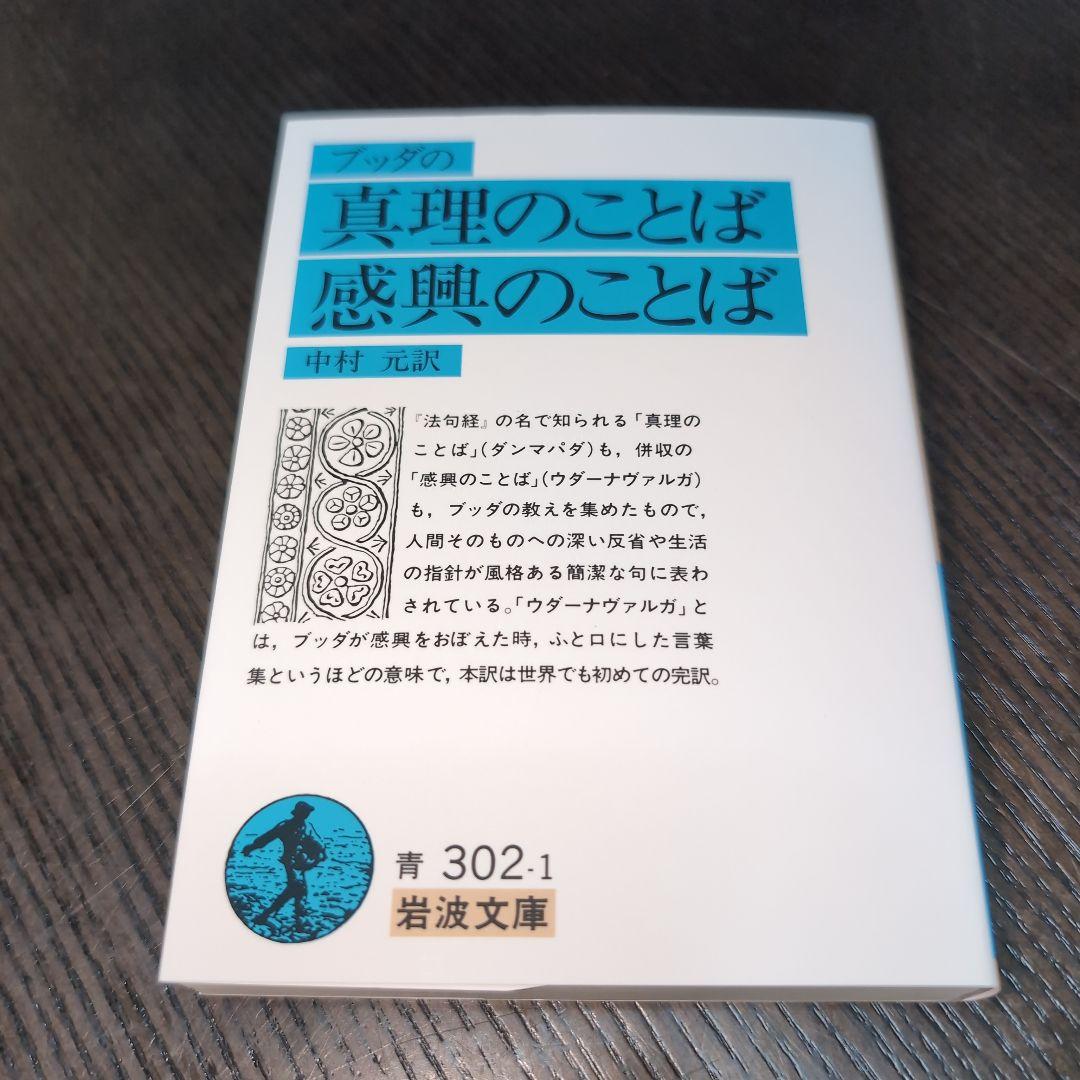 ブッダの
真理のことば
感興のことば
中村 元訳
『法句経』の名で知られる「真理の
ことば」(ダンマパダ)も，併収の
「感興のことば」(ウダーナヴァルガ)
も，ブッダの教えを集めたもので，
人間そのものへの深い反省や生活
の指針が風格ある簡潔な句に表わ
されている。「ウダーナヴァルガ」と
は，ブッダが感興をおぼえた時，ふと口にした言葉
集というほどの意味で，本訳は世界でも初めての完訳。
青 302-1
岩波文庫